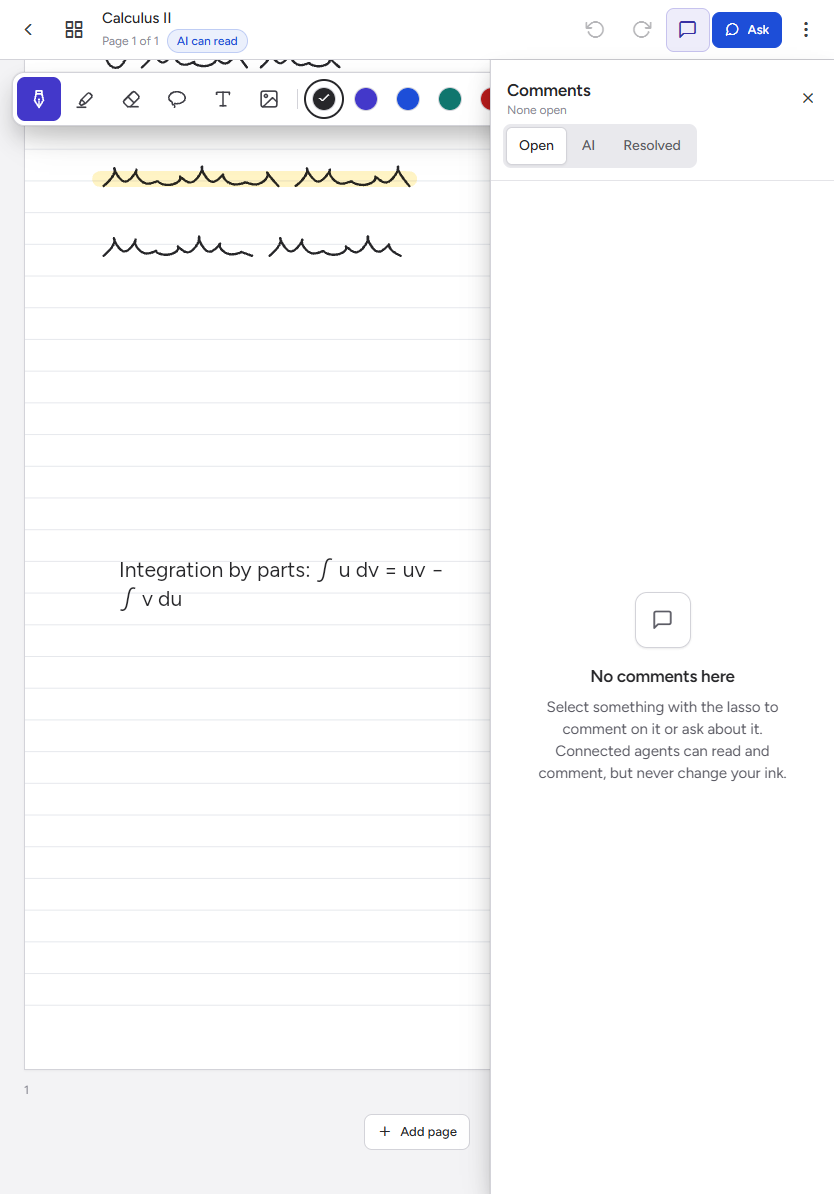 Calculus II
Page 1 of 1 AI can read
Ask
Comments
None open
Open AI Resolved
Integration by parts: ∫ u dv = uv −
∫ v du
No comments here
Select something with the lasso to
comment on it or ask about it.
Connected agents can read and
comment, but never change your ink.
1
+ Add page